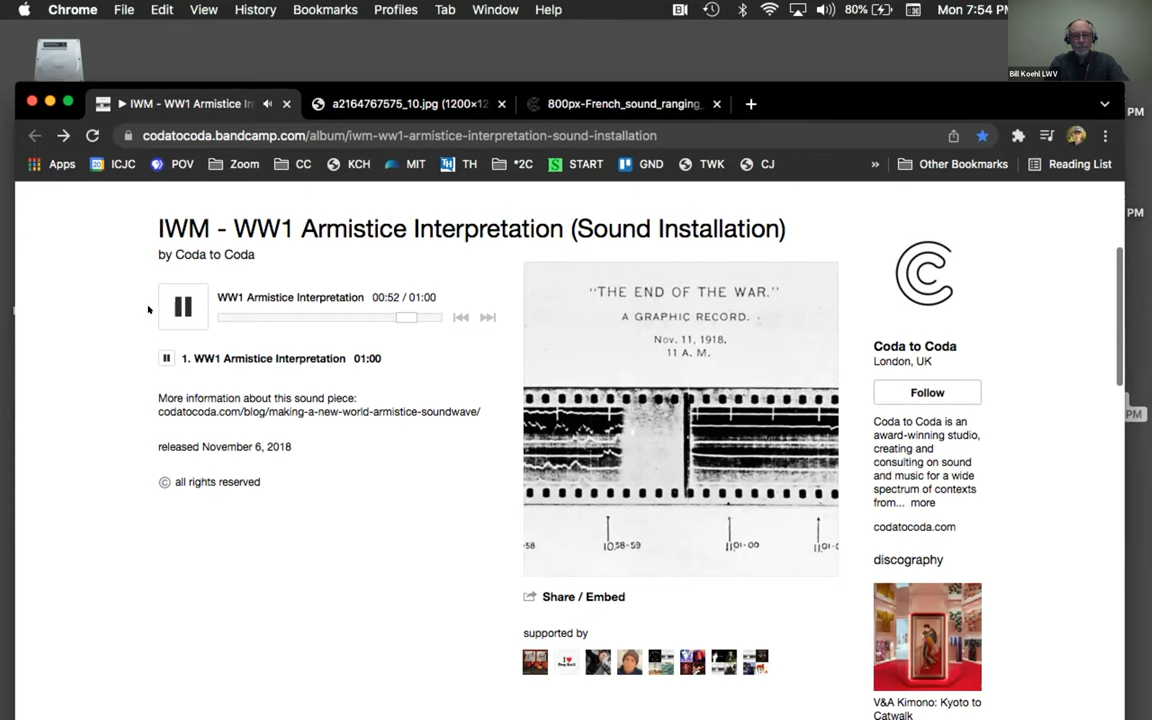 Chrome File Edit View History Bookmarks Profiles Tab Window Help 80% Mon 7:54
Bill Koehl LWV
IWM - WW1 Armistice In
a2164767575_10.jpg (1200×12
800px-French_sound_ranging_
PM
codatocoda.bandcamp.com/album/iwm-ww1-armistice-interpretation-sound-installation
Apps ICJC POV Zoom CC KCH MIT TH *2C START GND TWK CJ » Other Bookmarks Reading List
PM
IWM - WW1 Armistice Interpretation (Sound Installation)
by Coda to Coda
WW1 Armistice Interpretation 00:52 / 01:00
1. WW1 Armistice Interpretation 01:00
More information about this sound piece:
codatocoda.com/blog/making-a-new-world-armistice-soundwave/
released November 6, 2018
© all rights reserved
"THE END OF THE WAR."
A GRAPHIC RECORD.
Nov. 11, 1918.
11 A. M.
-58 10,58-59 11,01-00 11,01-
Share / Embed
supported by
Coda to Coda
London, UK
Follow
Coda to Coda is an
award-winning studio,
creating and
consulting on sound
and music for a wide
spectrum of contexts
from... more
codatocoda.com
discography
V&A Kimono: Kyoto to
Catwalk
PM